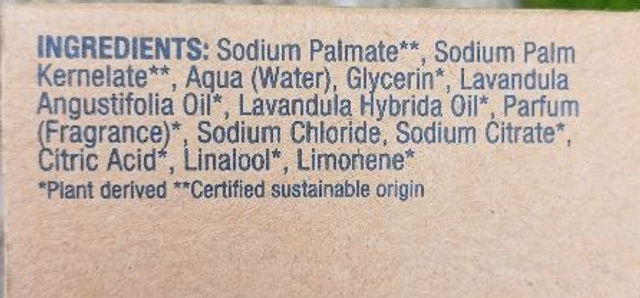 INGREDIENTS: Sodium Palmate**, Sodium Palm
Kernelate**, Aqua (Water), Glycerin*, Lavandula
Angustifolia Oil*, Lavandula Hybrida Oil*, Parfum
(Fragrance)*, Sodium Chloride, Sodium Citrate*,
Citric Acid*, Linalool*, Limonene*
*Plant derived **Certified sustainable origin